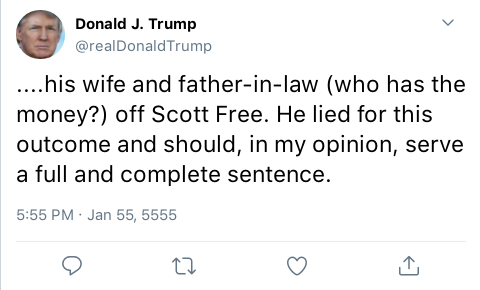 Donald J. Trump
@realDonaldTrump
....his wife and father-in-law (who has the
money?) off Scott Free. He lied for this
outcome and should, in my opinion, serve
a full and complete sentence.
5:55 PM · Jan 55, 5555